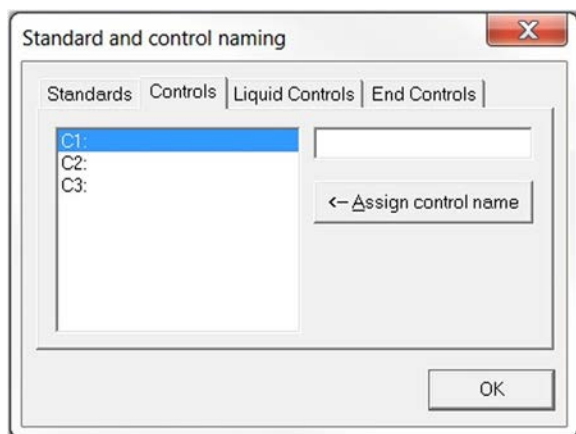 Standard and control naming
Standards Controls Liquid Controls End Controls
C1:
C2:
C3:
<– Assign control name
OK